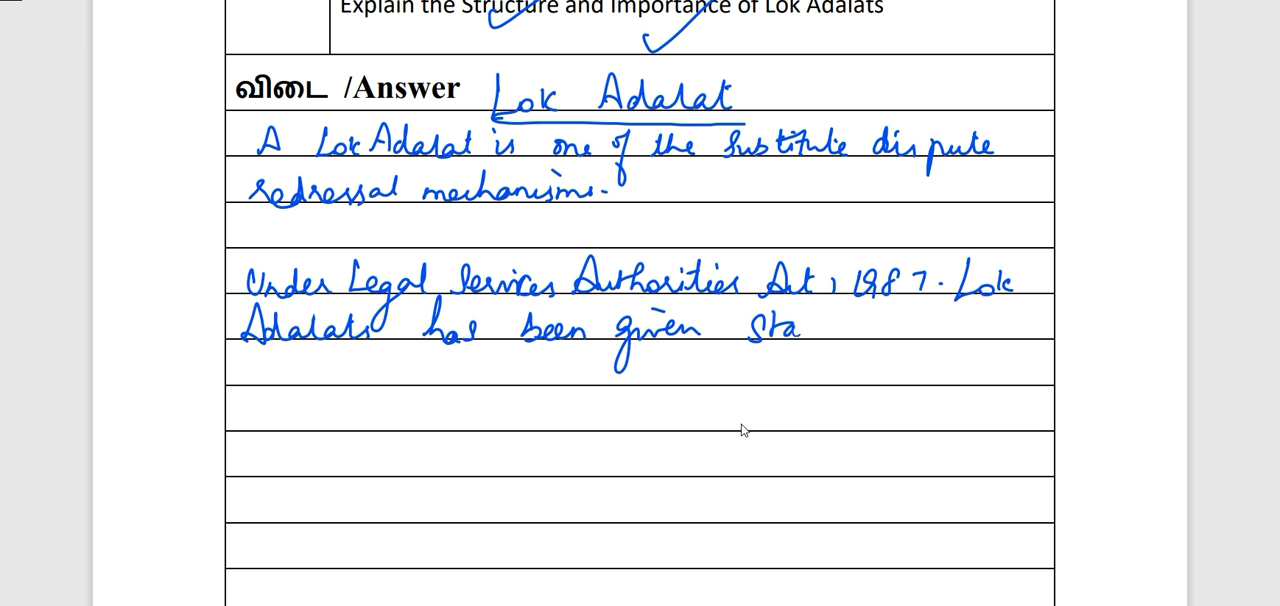 Explain the Structure and Importance of Lok Adalats
விடை /Answer Lok Adalat
A Lok Adalat is one of the substitute dispute
redressal mechanisms.
Under Legal Services Authorities Act, 1987. Lok
Adalats has been given sta